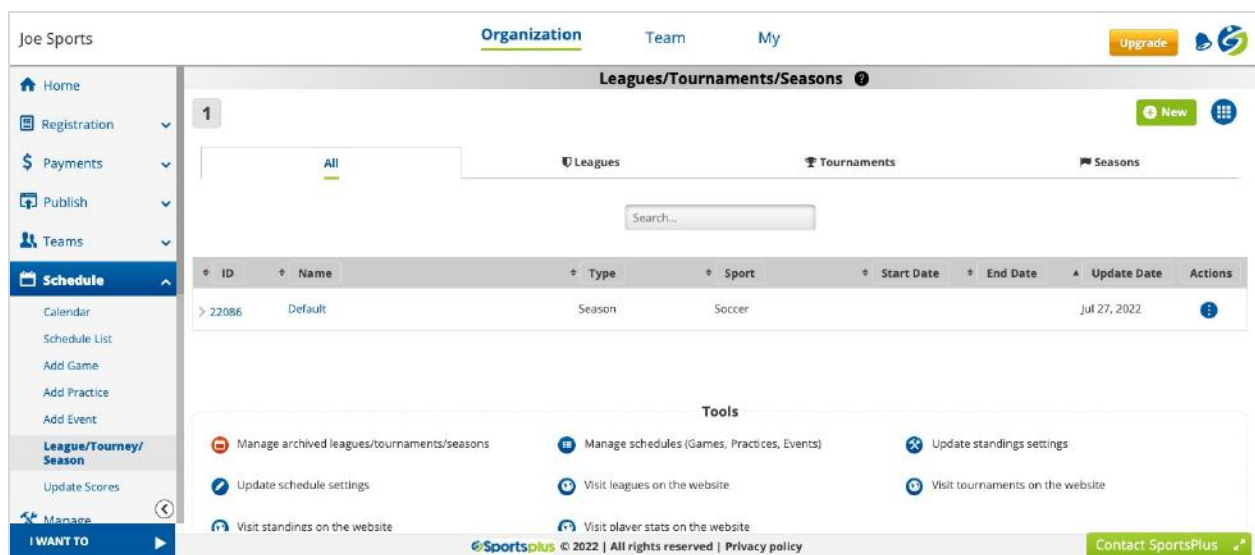 Joe Sports
Organization Team My
Upgrade
Home
Registration
Payments
Publish
Teams
Schedule
Calendar
Schedule List
Add Game
Add Practice
Add Event
League/Tourney/
Season
Update Scores
Manage
I WANT TO
Leagues/Tournaments/Seasons
1
New
All Leagues Tournaments Seasons
Search...
ID Name Type Sport Start Date End Date Update Date Actions
22086 Default Season Soccer Jul 27, 2022
Tools
Manage archived leagues/tournaments/seasons Manage schedules (Games, Practices, Events) Update standings settings
Update schedule settings Visit leagues on the website Visit tournaments on the website
Visit standings on the website Visit player stats on the website
Sportsplus © 2022 | All rights reserved | Privacy policy
Contact SportsPlus